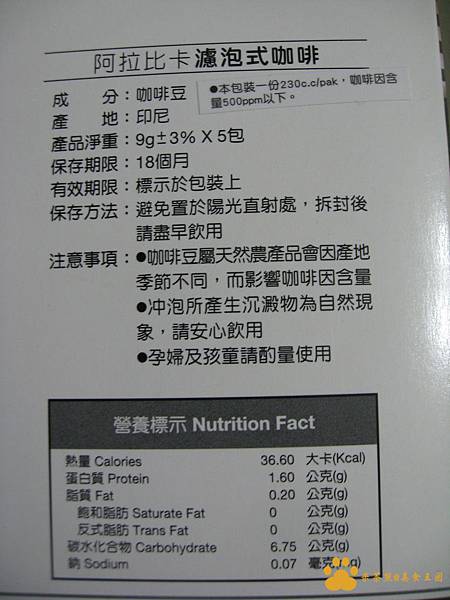 阿拉比卡濾泡式咖啡
成　　分：咖啡豆
●本包裝一份230c.c/pak，咖啡因含
量500ppm以下。
產　　地：印尼
產品淨重：9g±3% X 5包
保存期限：18個月
有效期限：標示於包裝上
保存方法：避免置於陽光直射處，拆封後
請盡早飲用
注意事項：●咖啡豆屬天然農產品會因產地
季節不同，而影響咖啡因含量
●冲泡所產生沉澱物為自然現
象，請安心飲用
●孕婦及孩童請酌量使用
營養標示 Nutrition Fact
熱量 Calories 36.60 大卡(Kcal)
蛋白質 Protein 1.60 公克(g)
脂質 Fat 0.20 公克(g)
飽和脂肪 Saturate Fat 0 公克(g)
反式脂肪 Trans Fat 0 公克(g)
碳水化合物 Carbohydrate 6.75 公克(g)
鈉 Sodium 0.07 毫克(mg)
美食王國